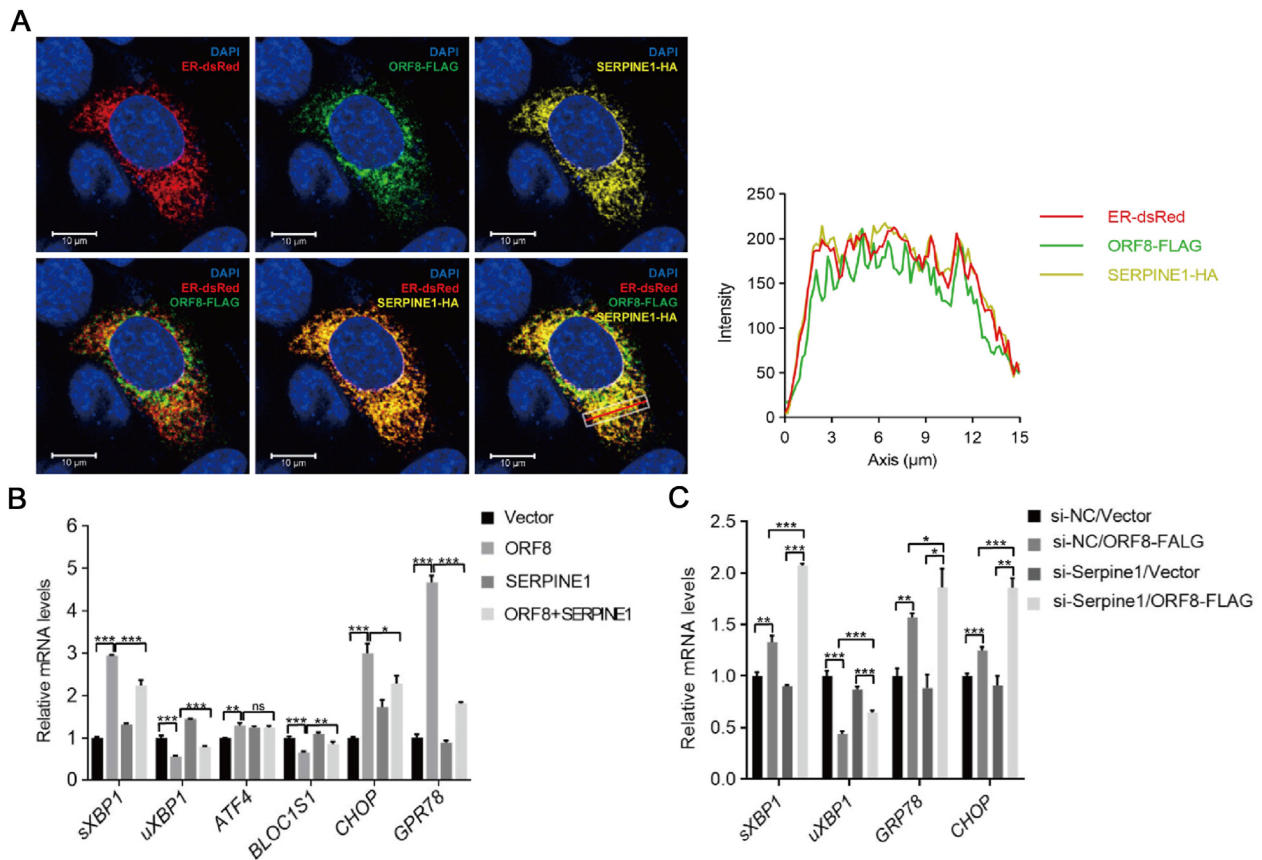 A
DAPI
ER-dsRed
DAPI
ORF8-FLAG
DAPI
SERPINE1-HA
10 μm
10 μm
10 μm
DAPI
ER-dsRed
ORF8-FLAG
DAPI
ER-dsRed
SERPINE1-HA
DAPI
ER-dsRed
ORF8-FLAG
SERPINE1-HA
10 μm
10 μm
10 μm
250
200
150
100
50
0
Intensity
0 3 6 9 12 15
Axis (μm)
ER-dsRed
ORF8-FLAG
SERPINE1-HA
B
6
5
4
3
2
1
0
Relative mRNA levels
Vector
ORF8
SERPINE1
ORF8+SERPINE1
*** ***
*** ***
** ns
*** **
*** *
*** ***
sXBP1 uXBP1 ATF4 BLOC1S1 CHOP GPR78
C
2.5
2.0
1.5
1.0
0.5
0.0
Relative mRNA levels
si-NC/Vector
si-NC/ORF8-FALG
si-Serpine1/Vector
si-Serpine1/ORF8-FLAG
***
***
**
***
***
***
*
*
**
***
**
***
sXBP1 uXBP1 GRP78 CHOP